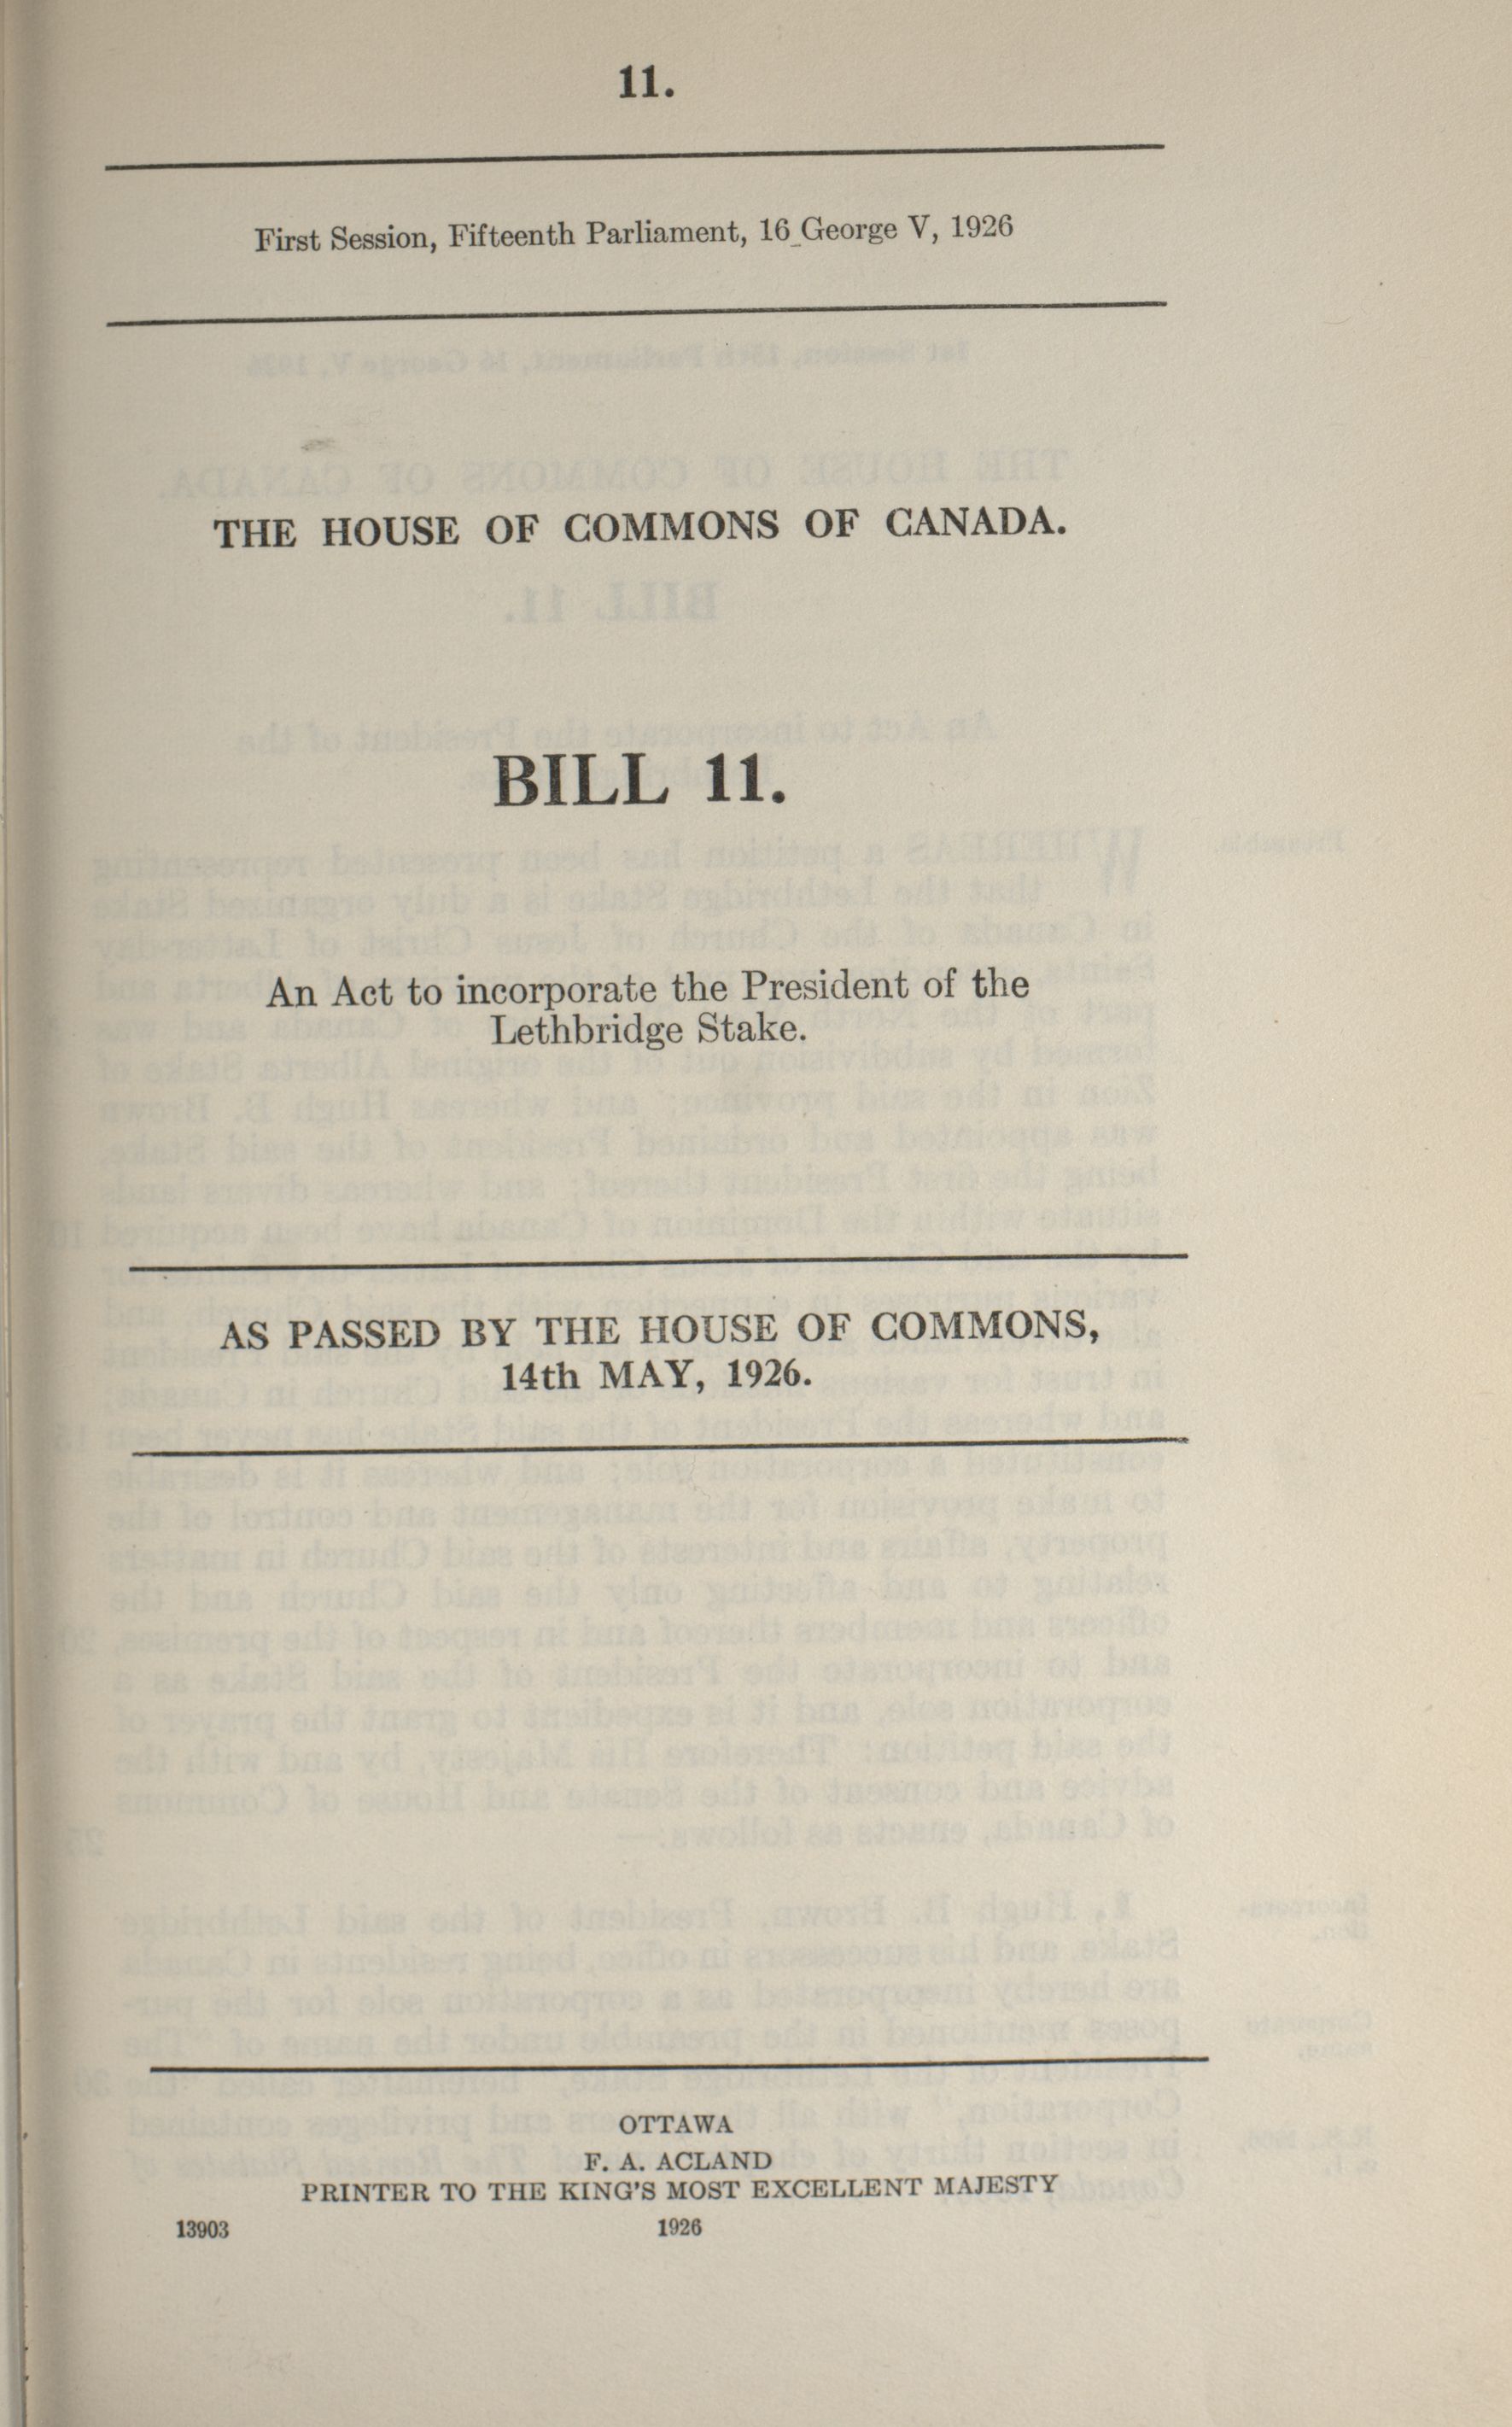 11.
First Session, Fifteenth Parliament, 16 George V, 1926
THE HOUSE OF COMMONS OF CANADA.
BILL 11.
An Act to incorporate the President of the
Lethbridge Stake.
AS PASSED BY THE HOUSE OF COMMONS,
14th MAY, 1926.
OTTAWA
F. A. ACLAND
PRINTER TO THE KING'S MOST EXCELLENT MAJESTY
13903 1926